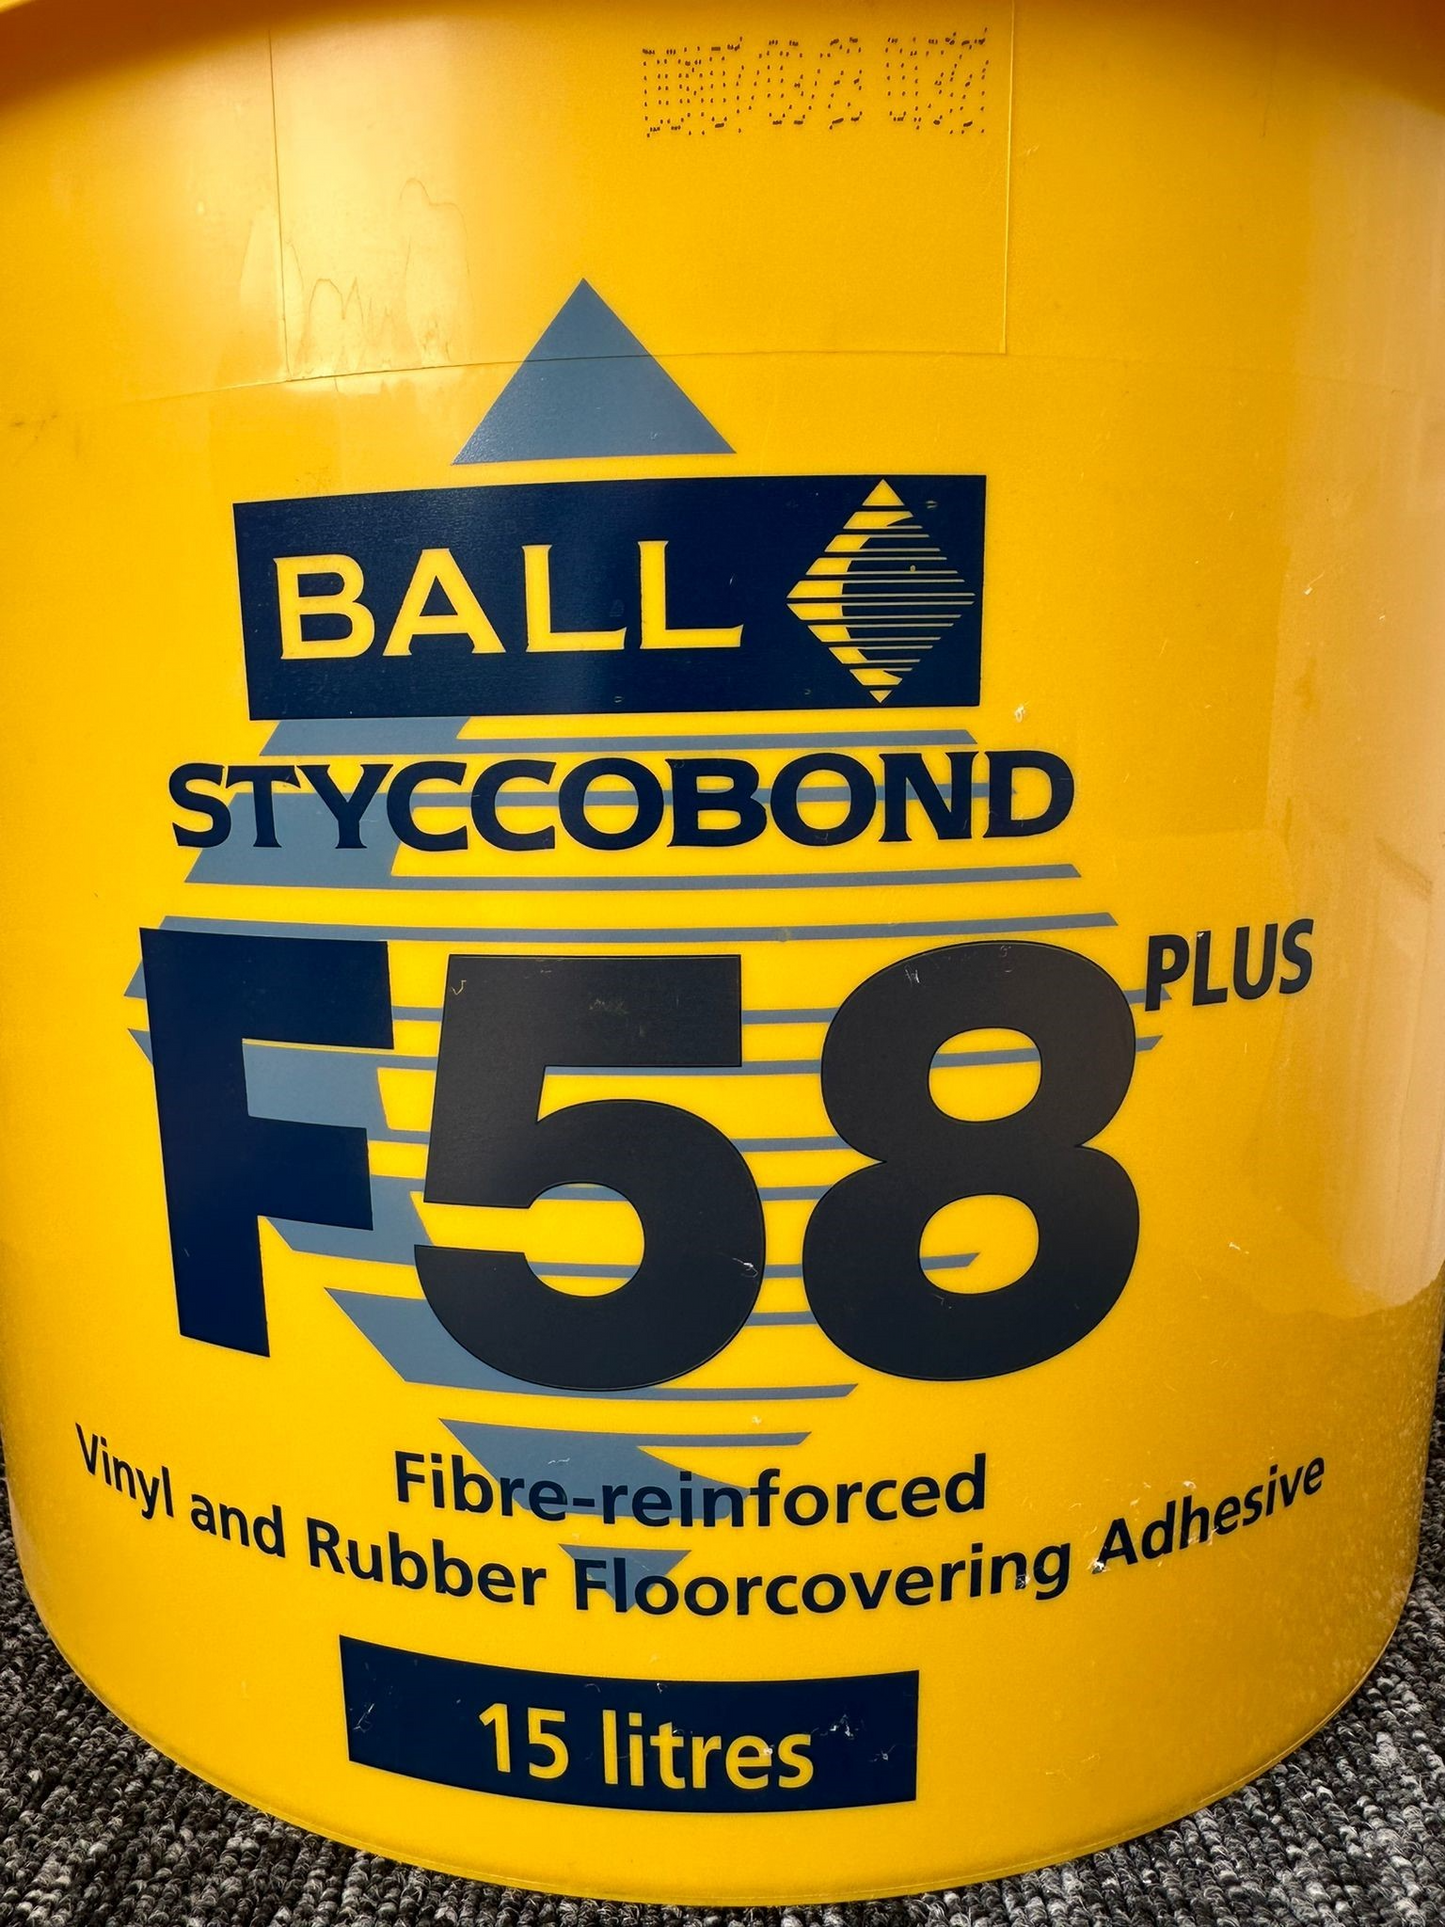 BALL
STYCCOBOND
F58 PLUS
Fibre-reinforced
Vinyl and Rubber Floorcovering Adhesive
15 litres